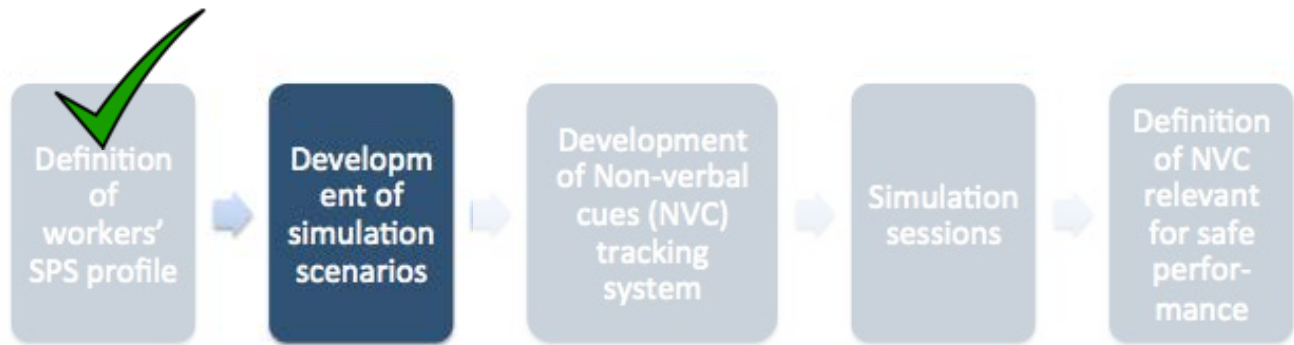 Definition
of
workers'
SPS profile
Developm
ent of
simulation
scenarios
Development
of Non-verbal
cues (NVC)
tracking
system
Simulation
sessions
Definition
of NVC
relevant
for safe
perfor-
mance